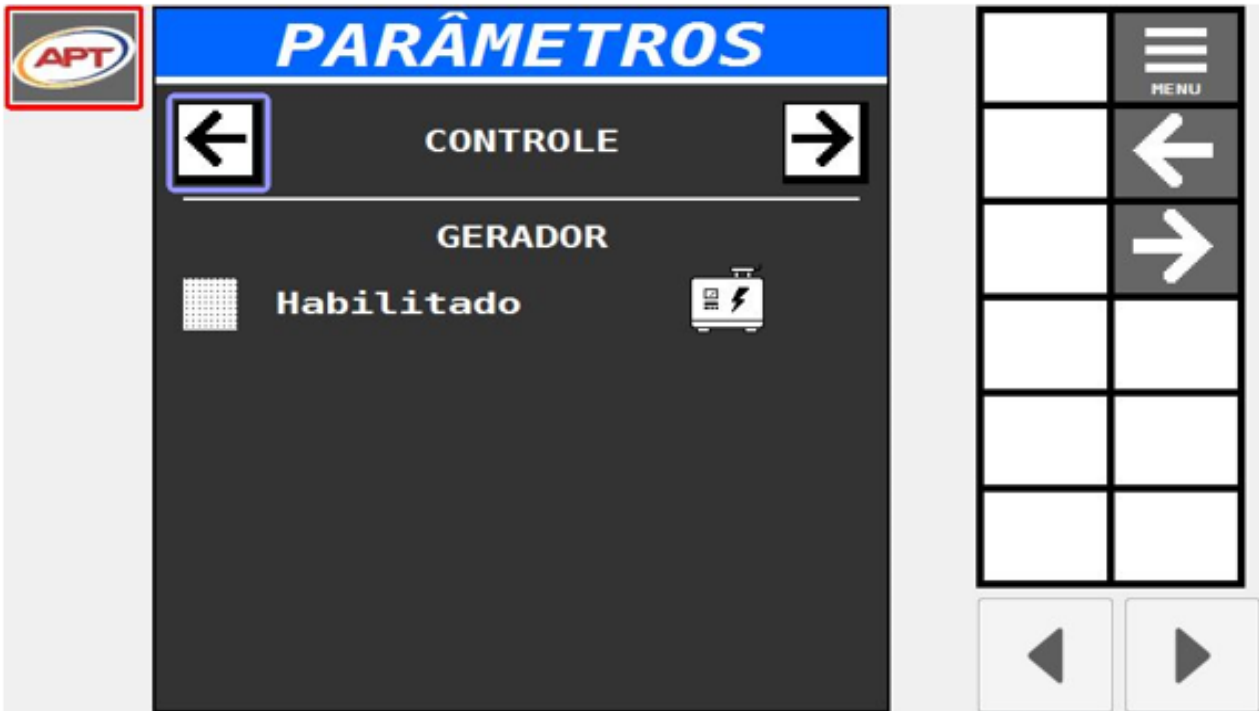 APT
PARÂMETROS
MENU
CONTROLE
GERADOR
Habilitado